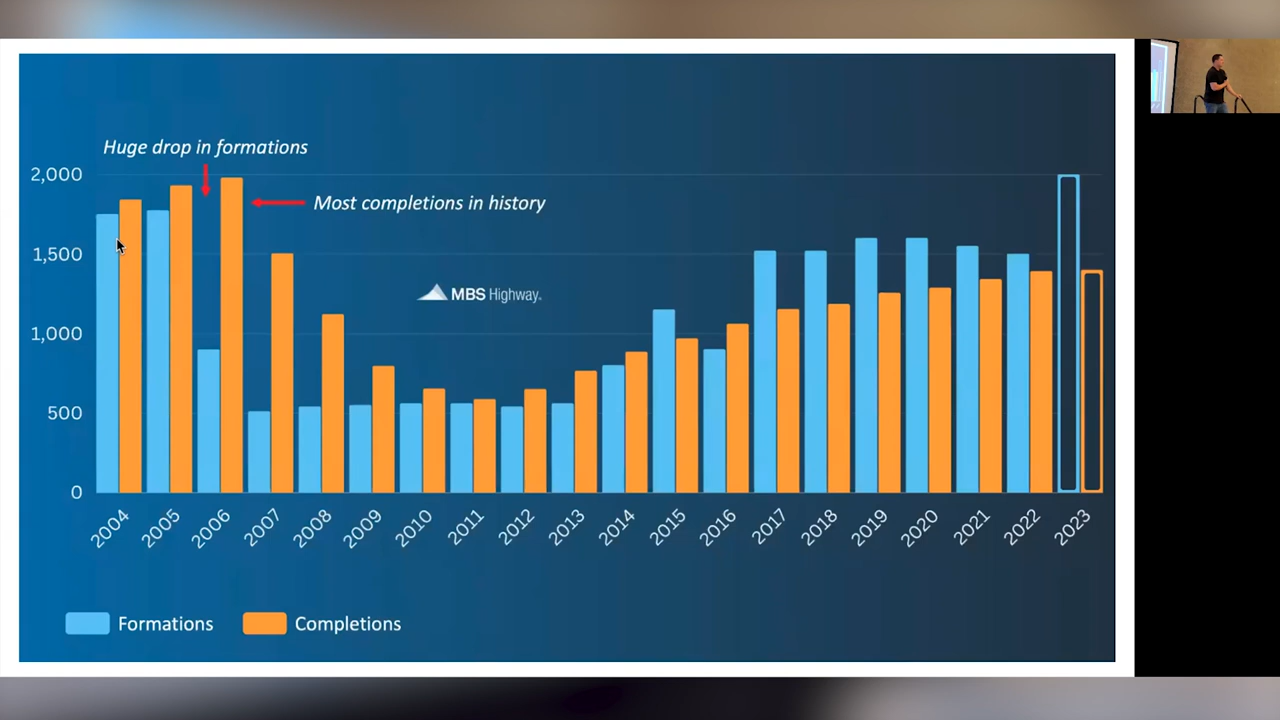 Huge drop in formations
2,000
Most completions in history
1,500
MBS Highway
1,000
500
0
2004 2005 2006 2007 2008 2009 2010 2011 2012 2013 2014 2015 2016 2017 2018 2019 2020 2021 2022 2023
Formations Completions